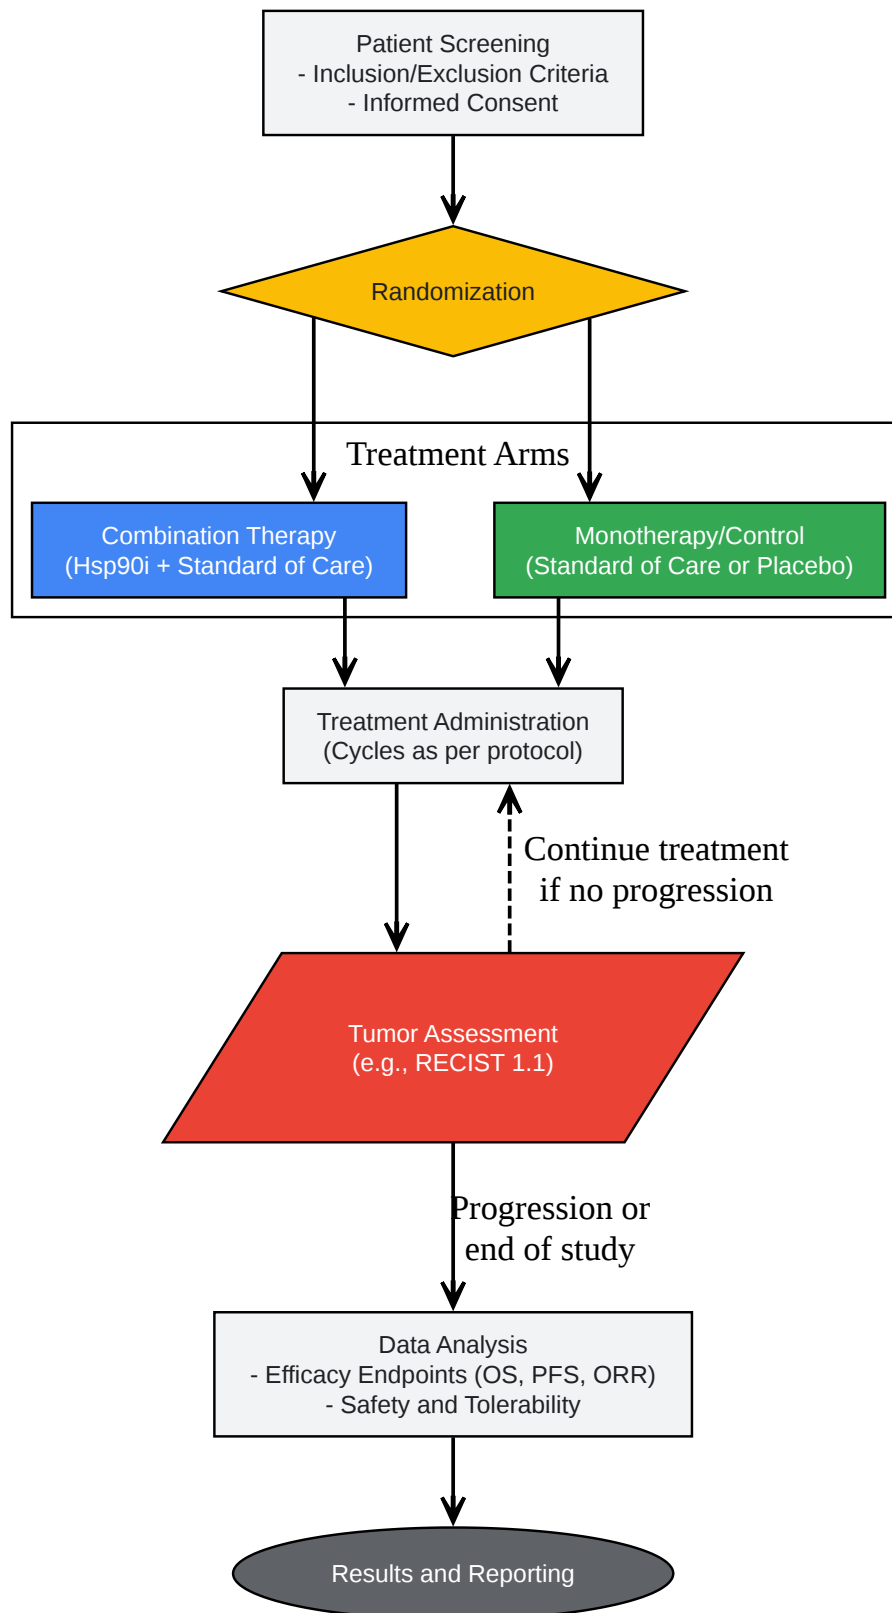 Patient Screening
- Inclusion/Exclusion Criteria
- Informed Consent
Randomization
Treatment Arms
Combination Therapy
(Hsp90i + Standard of Care)
Monotherapy/Control
(Standard of Care or Placebo)
Treatment Administration
(Cycles as per protocol)
Continue treatment
if no progression
Tumor Assessment
(e.g., RECIST 1.1)
Progression or
end of study
Data Analysis
- Efficacy Endpoints (OS, PFS, ORR)
- Safety and Tolerability
Results and Reporting